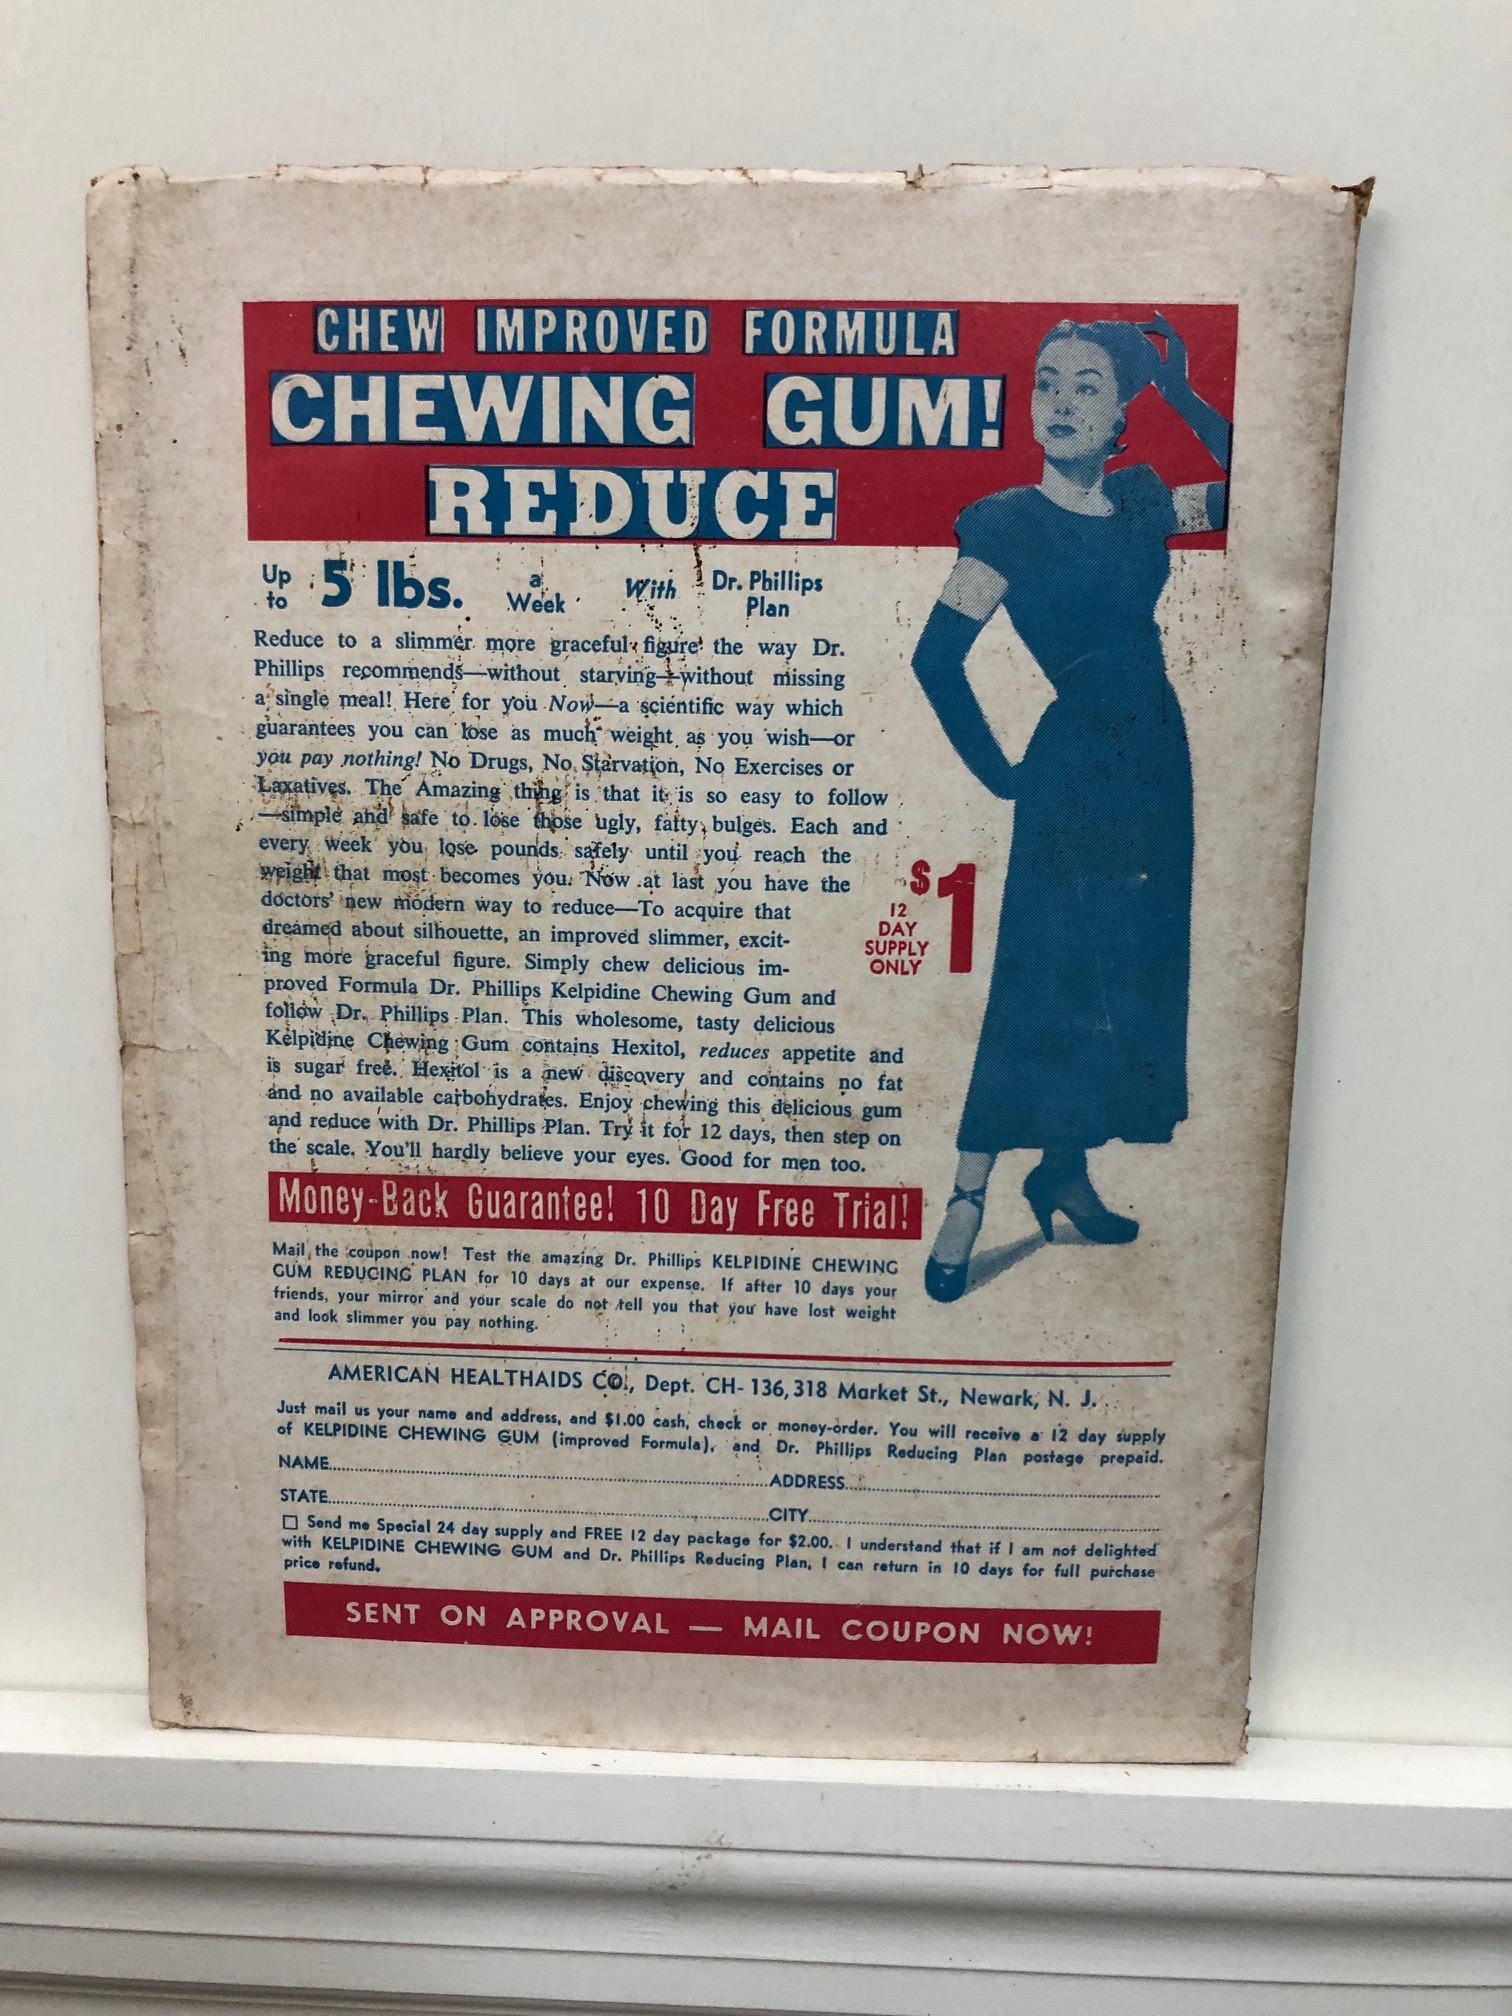 CHEW IMPROVED FORMULA
CHEWING GUM!
REDUCE
Up to 5 lbs. a Week With Dr. Phillips Plan
Reduce to a slimmer more graceful figure the way Dr.
Phillips recommends—without starving—without missing
a single meal! Here for you Now—a scientific way which
guarantees you can lose as much weight as you wish—or
you pay nothing! No Drugs, No Starvation, No Exercises or
Laxatives. The Amazing thing is that it is so easy to follow
—simple and safe to lose those ugly, fatty bulges. Each and
every week you lose pounds safely until you reach the
weight that most becomes you. Now at last you have the
doctors' new modern way to reduce—To acquire that
dreamed about silhouette, an improved slimmer, excit-
ing more graceful figure. Simply chew delicious im-
proved Formula Dr. Phillips Kelpidine Chewing Gum and
follow Dr. Phillips Plan. This wholesome, tasty delicious
Kelpidine Chewing Gum contains Hexitol, reduces appetite and
is sugar free. Hexitol is a new discovery and contains no fat
and no available carbohydrates. Enjoy chewing this delicious gum
and reduce with Dr. Phillips Plan. Try it for 12 days, then step on
the scale. You'll hardly believe your eyes. Good for men too.
$1
12
DAY
SUPPLY
ONLY
Money-Back Guarantee! 10 Day Free Trial!
Mail the coupon now! Test the amazing Dr. Phillips KELPIDINE CHEWING
GUM REDUCING PLAN for 10 days at our expense. If after 10 days your
friends, your mirror and your scale do not tell you that you have lost weight
and look slimmer you pay nothing.
AMERICAN HEALTHAIDS CO., Dept. CH-136, 318 Market St., Newark, N. J.
Just mail us your name and address, and $1.00 cash, check or money-order. You will receive a 12 day supply
of KELPIDINE CHEWING GUM (improved Formula), and Dr. Phillips Reducing Plan postage prepaid.
NAME ADDRESS
STATE CITY
☐ Send me Special 24 day supply and FREE 12 day package for $2.00. I understand that if I am not delighted
with KELPIDINE CHEWING GUM and Dr. Phillips Reducing Plan, I can return in 10 days for full purchase
price refund.
SENT ON APPROVAL — MAIL COUPON NOW!